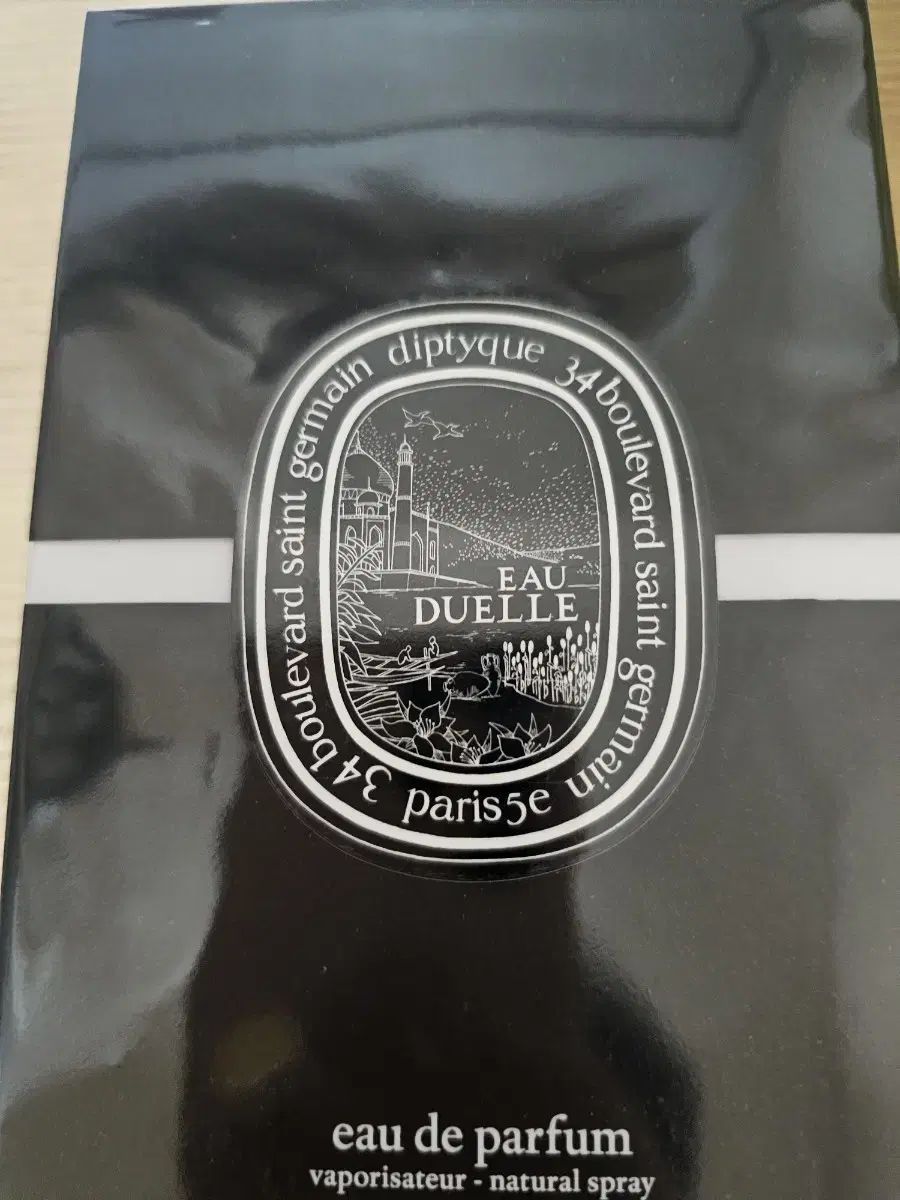 diptyque 34 boulevard saint germain paris5e 34 boulevard saint germain
EAU
DUELLE
eau de parfum
vaporisateur - natural spray